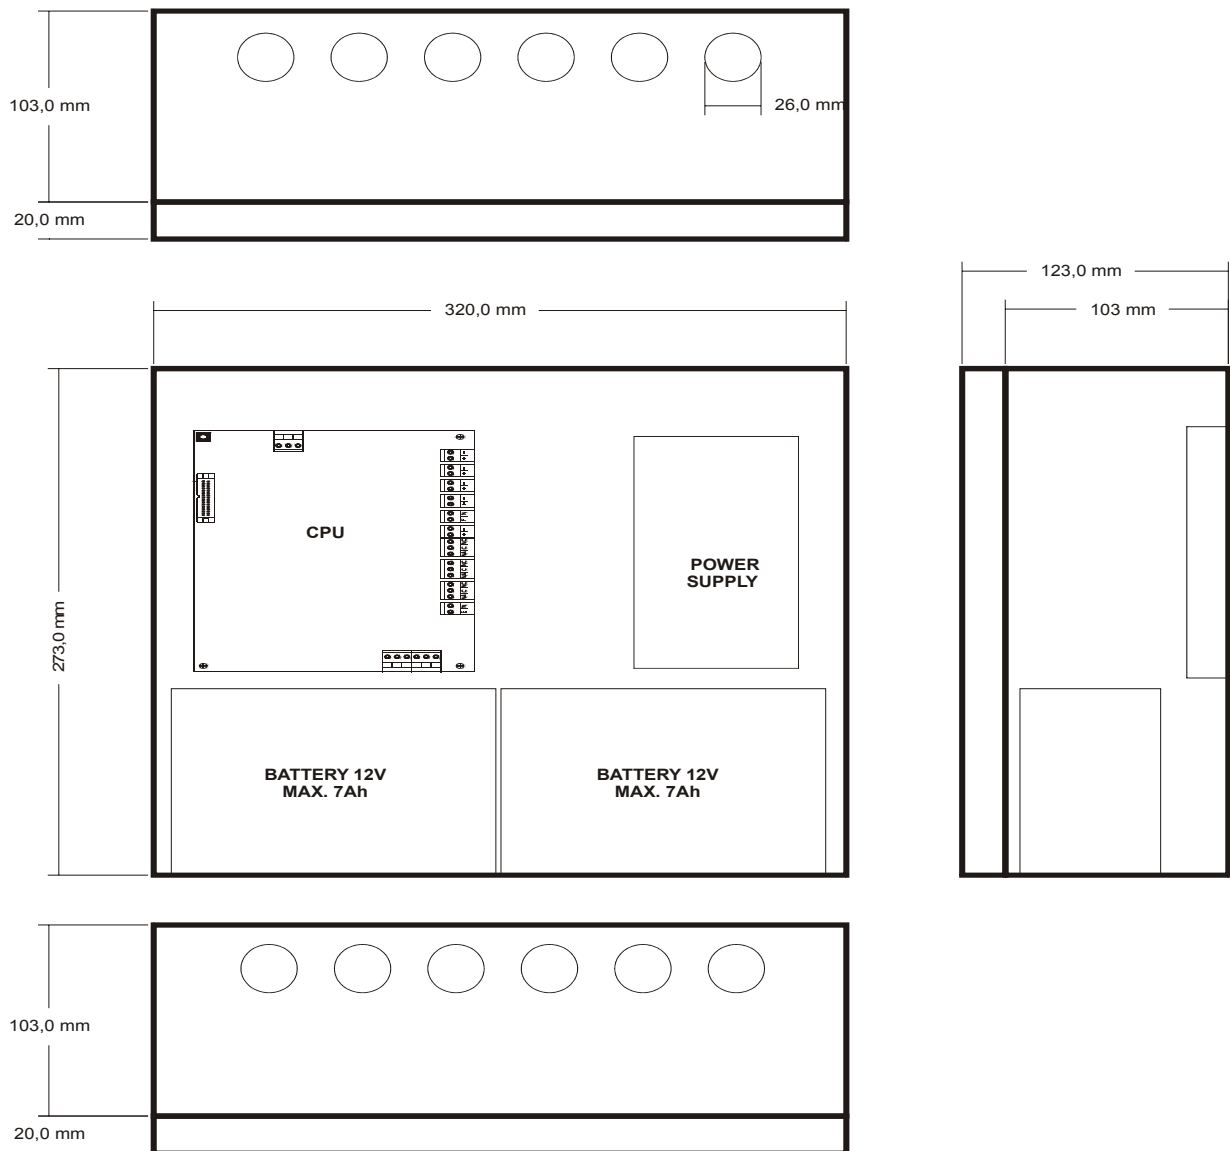 103,0 mm
26,0 mm
20,0 mm
123,0 mm
320,0 mm
103 mm
CPU
POWER
SUPPLY
273,0 mm
BATTERY 12V
MAX. 7Ah
BATTERY 12V
MAX. 7Ah
103,0 mm
20,0 mm